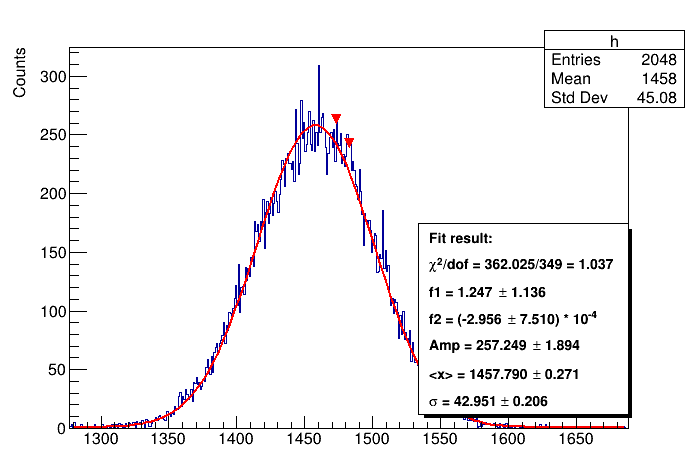 h
Entries 2048
Mean 1458
Std Dev 45.08
Counts
300
250
200
150
100
50
0
Fit result:
χ²/dof = 362.025/349 = 1.037
f1 = 1.247 ± 1.136
f2 = (-2.956 ± 7.510) * 10⁻⁴
Amp = 257.249 ± 1.894
<x> = 1457.790 ± 0.271
σ = 42.951 ± 0.206
1300 1350 1400 1450 1500 1550 1600 1650